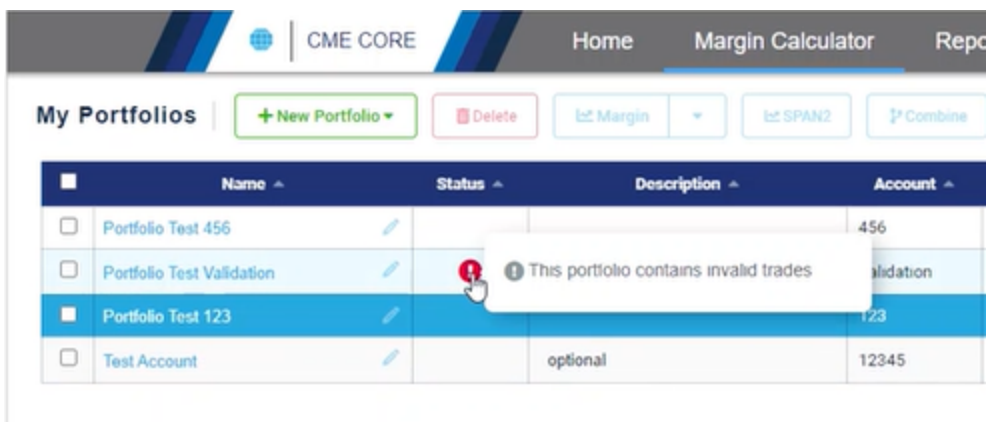 CME CORE Home Margin Calculator Repo
My Portfolios + New Portfolio Delete Margin SPAN2 Combine
Name Status Description Account
Portfolio Test 456 456
Portfolio Test Validation This portfolio contains invalid trades alidation
Portfolio Test 123 123
Test Account optional 12345